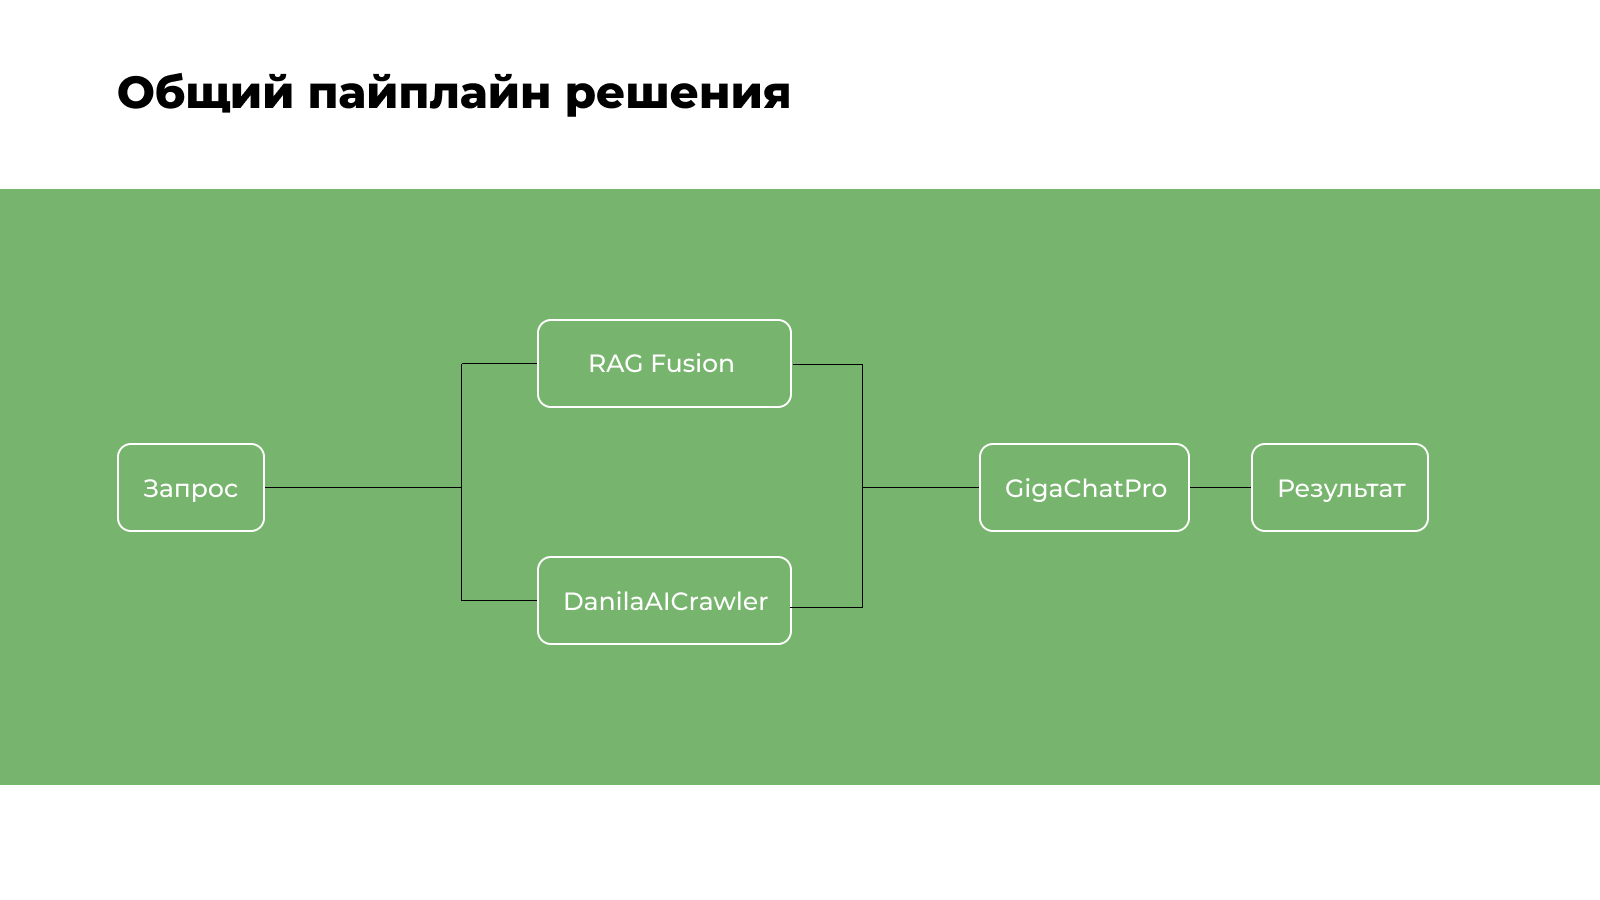 Общий пайплайн решения
Запрос
RAG Fusion
DanilaAICrawler
GigaChatPro
Результат